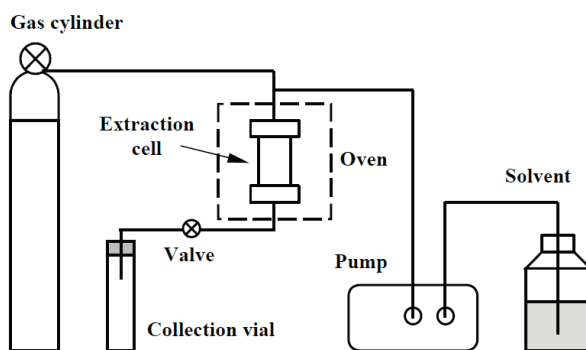 Gas cylinder
Extraction
cell
Oven
Solvent
Valve
Pump
Collection vial